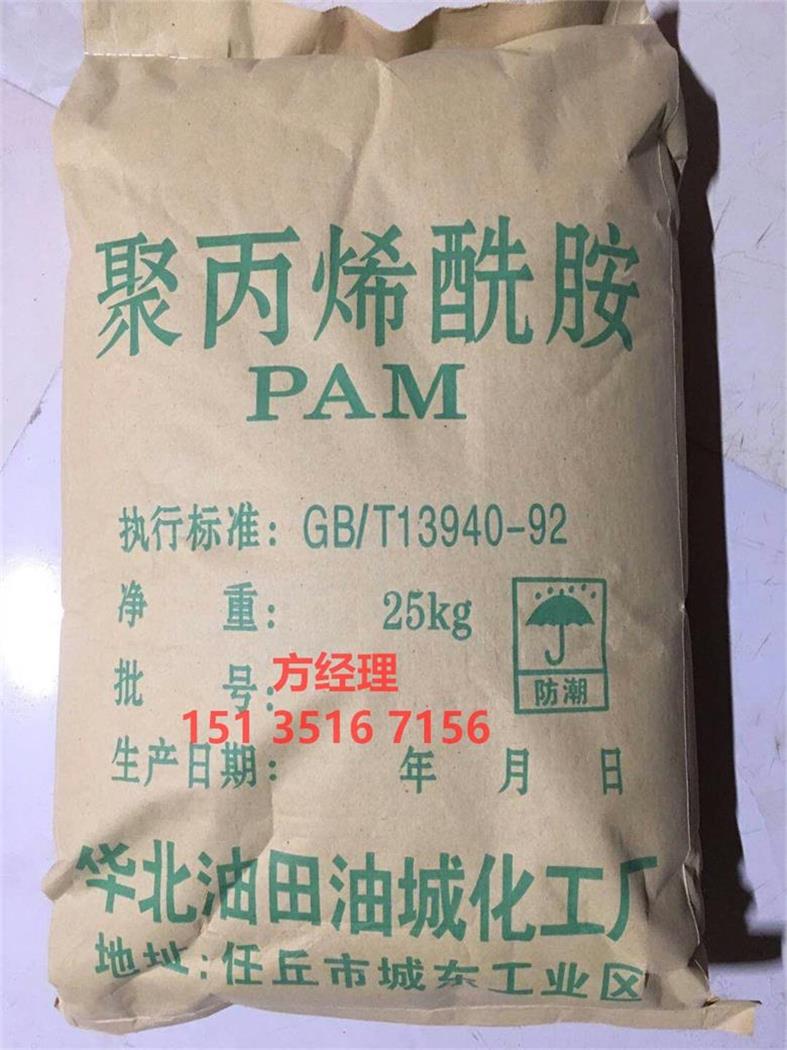 聚丙烯酰胺
PAM
执行标准：GB/T13940-92
净 重： 25kg
防潮
批 号：
方经理
151 3516 7156
生产日期： 年 月 日
华北油田油城化工厂
地址：任丘市城东工业区